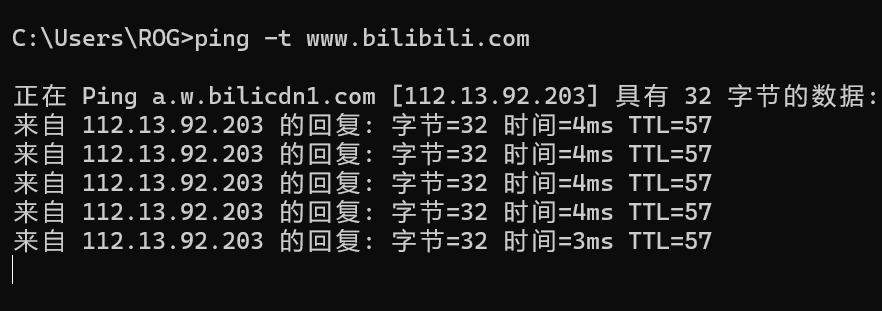 C:\Users\ROG>ping -t www.bilibili.com
正在 Ping a.w.bilicdn1.com [112.13.92.203] 具有 32 字节的数据:
来自 112.13.92.203 的回复: 字节=32 时间=4ms TTL=57
来自 112.13.92.203 的回复: 字节=32 时间=4ms TTL=57
来自 112.13.92.203 的回复: 字节=32 时间=4ms TTL=57
来自 112.13.92.203 的回复: 字节=32 时间=4ms TTL=57
来自 112.13.92.203 的回复: 字节=32 时间=3ms TTL=57